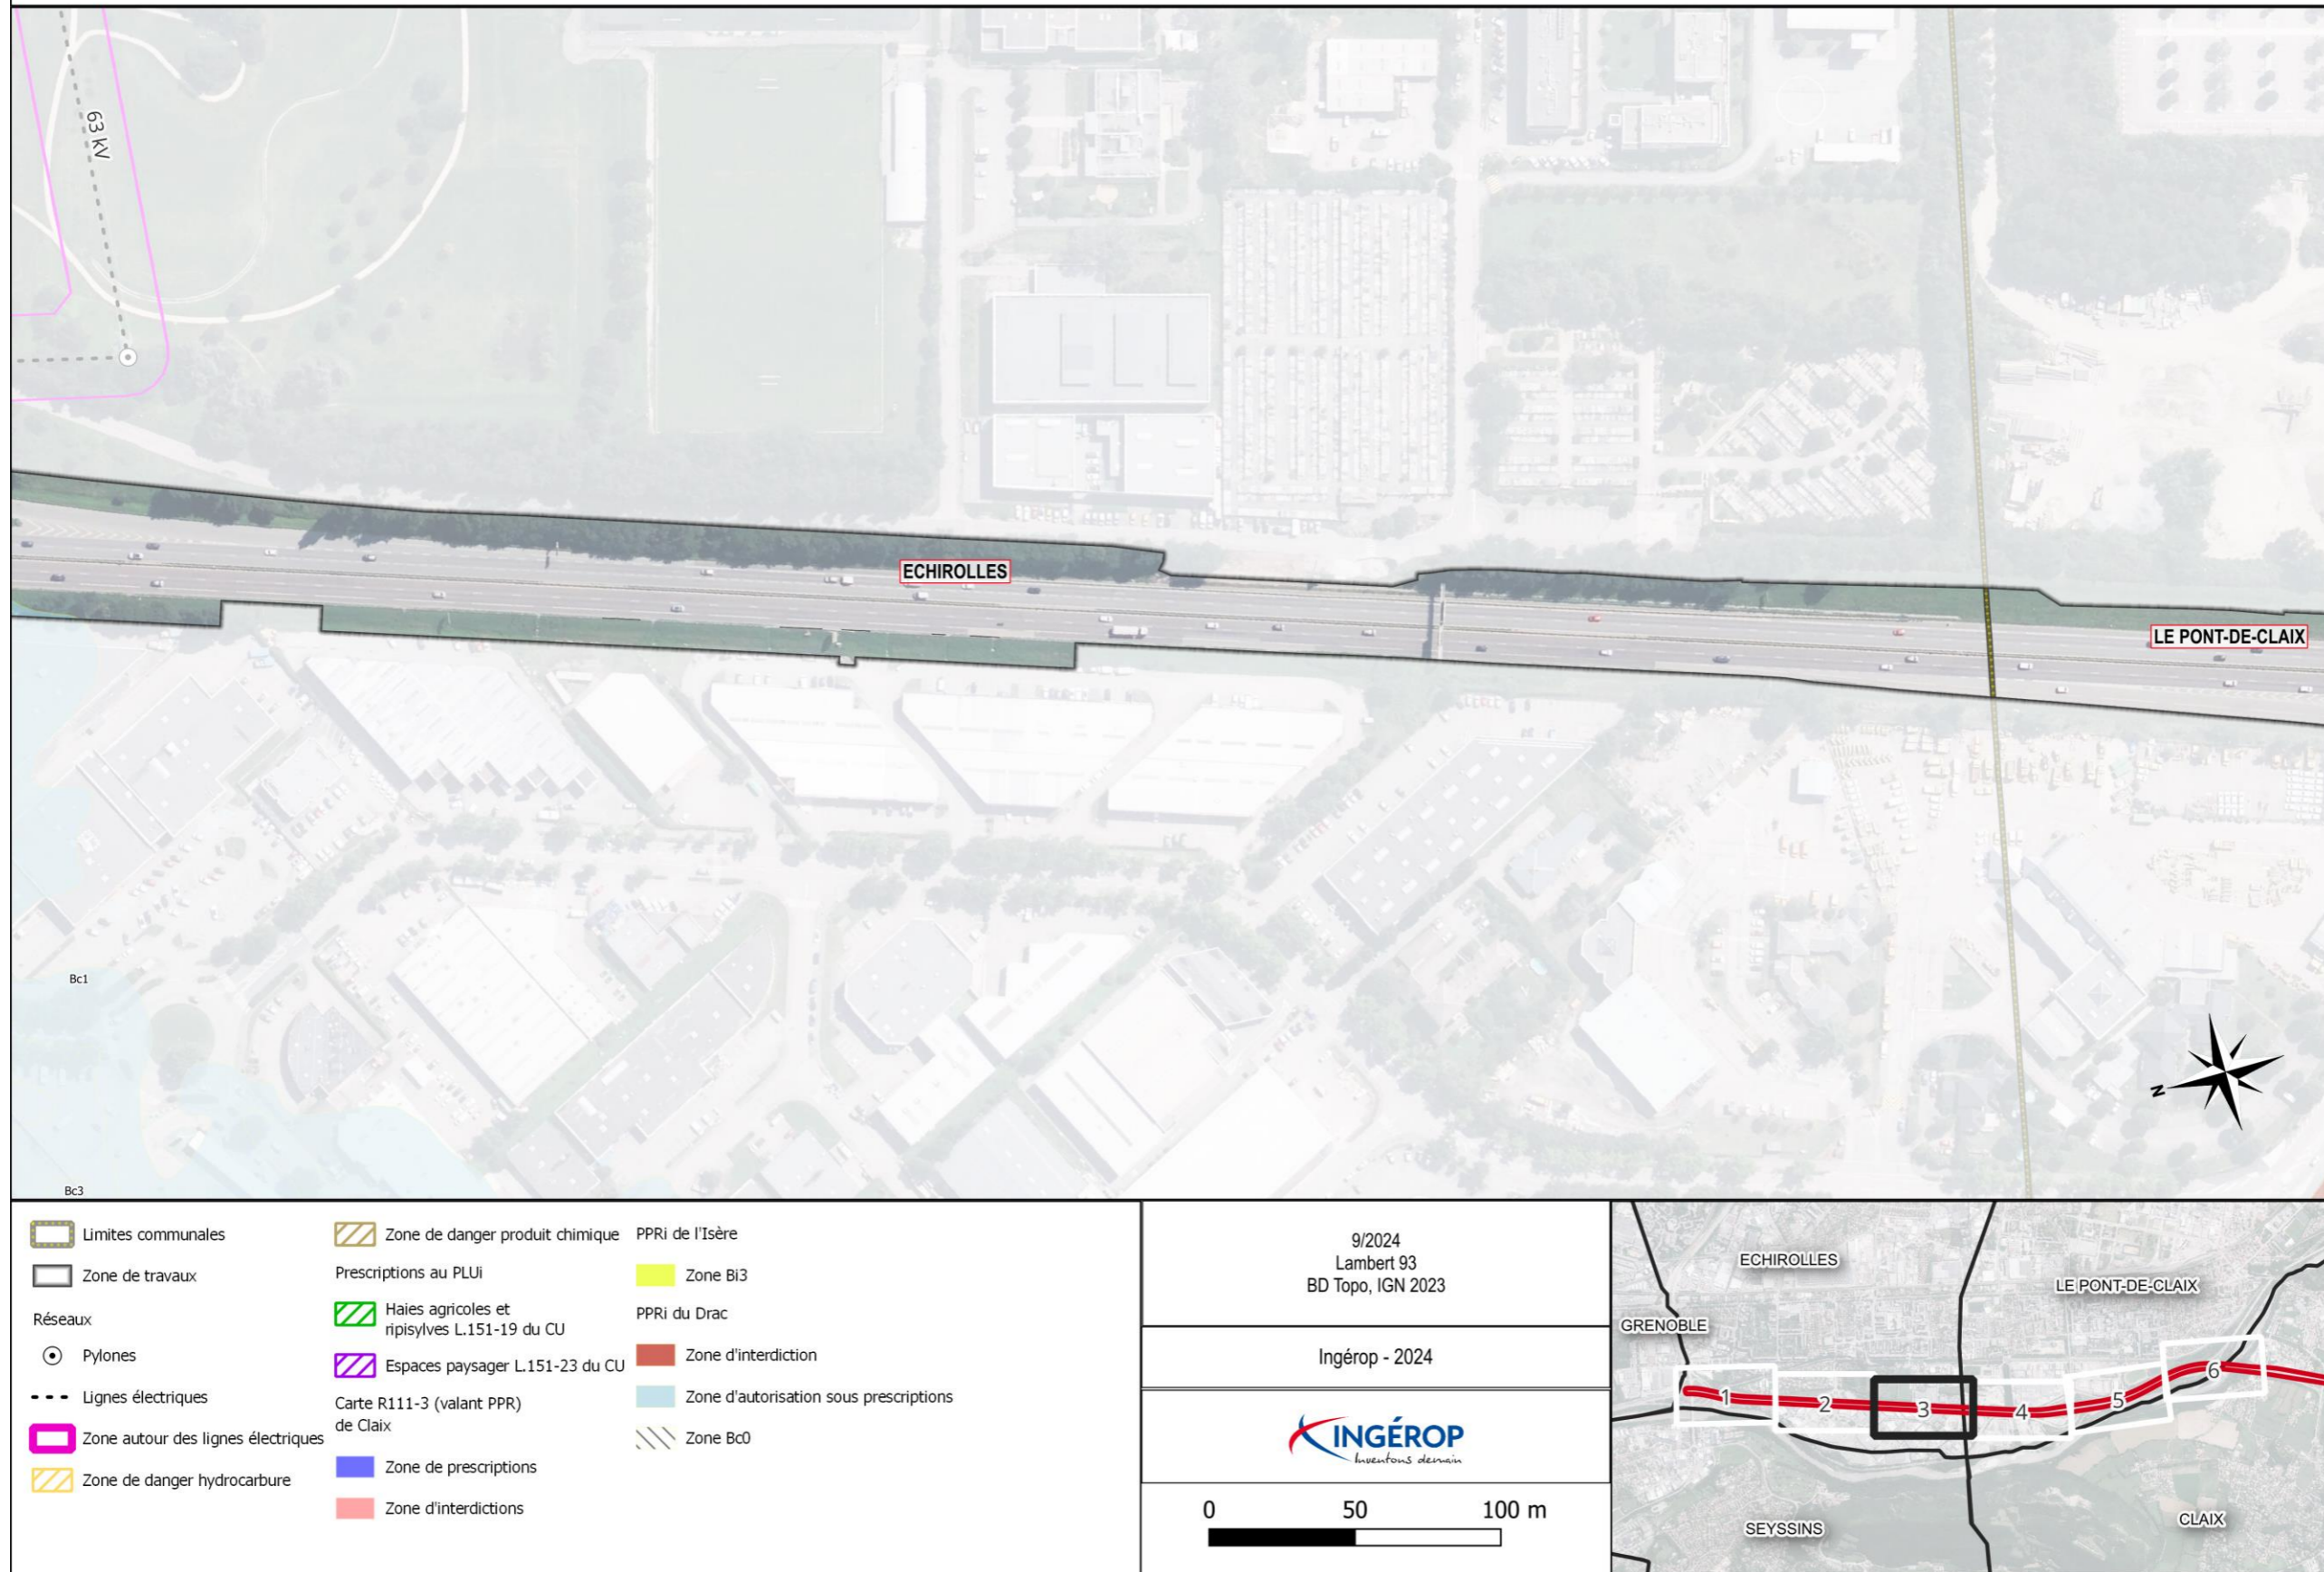 63 kV
ECHIROLLES
LE PONT-DE-CLAIX
Bc1
Bc3
N
Limites communales
Zone de travaux
Réseaux
Pylones
Lignes électriques
Zone autour des lignes électriques
Zone de danger hydrocarbure
Zone de danger produit chimique
Prescriptions au PLUi
Haies agricoles et
ripisylves L.151-19 du CU
Espaces paysager L.151-23 du CU
Carte R111-3 (valant PPR)
de Claix
Zone de prescriptions
Zone d'interdictions
PPRi de l'Isère
Zone Bi3
PPRi du Drac
Zone d'interdiction
Zone d'autorisation sous prescriptions
Zone Bc0
9/2024
Lambert 93
BD Topo, IGN 2023
Ingérop - 2024
INGÉROP
Inventons demain
0 50 100 m
ECHIROLLES
LE PONT-DE-CLAIX
GRENOBLE
1 2 3 4 5 6
SEYSSINS
CLAIX